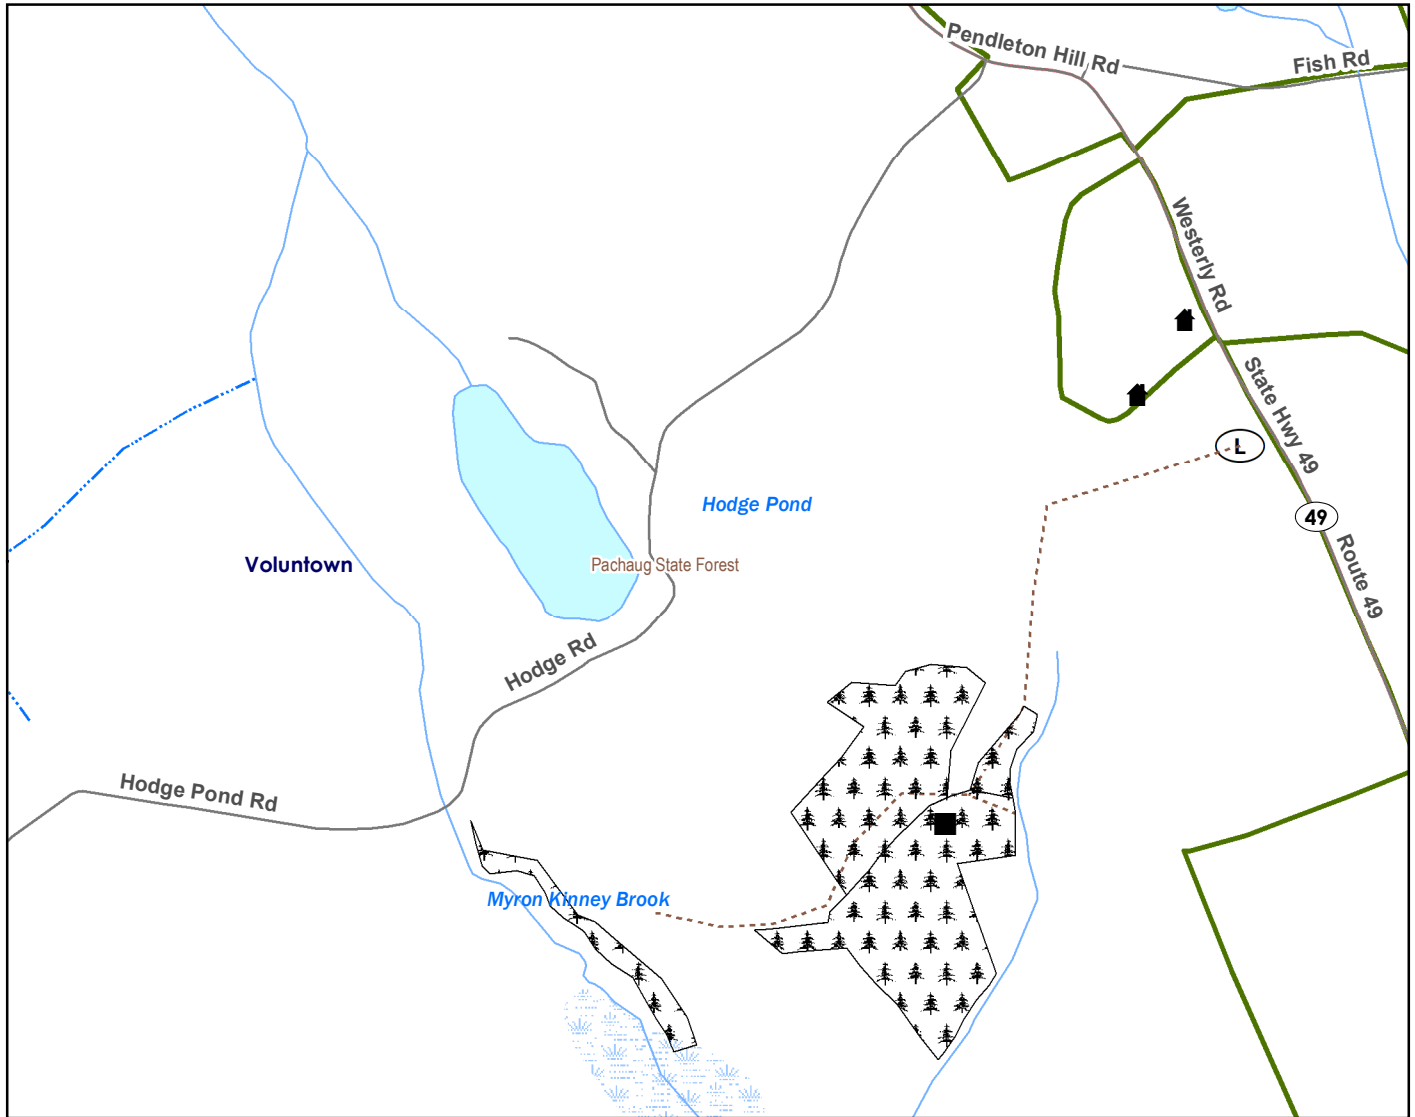 Pendleton Hill Rd
Fish Rd
Westerly Rd
State Hwy 49
L
49
Hodge Pond
Route 49
Voluntown
Pachaug State Forest
Hodge Rd
Hodge Pond Rd
Myron Kinney Brook